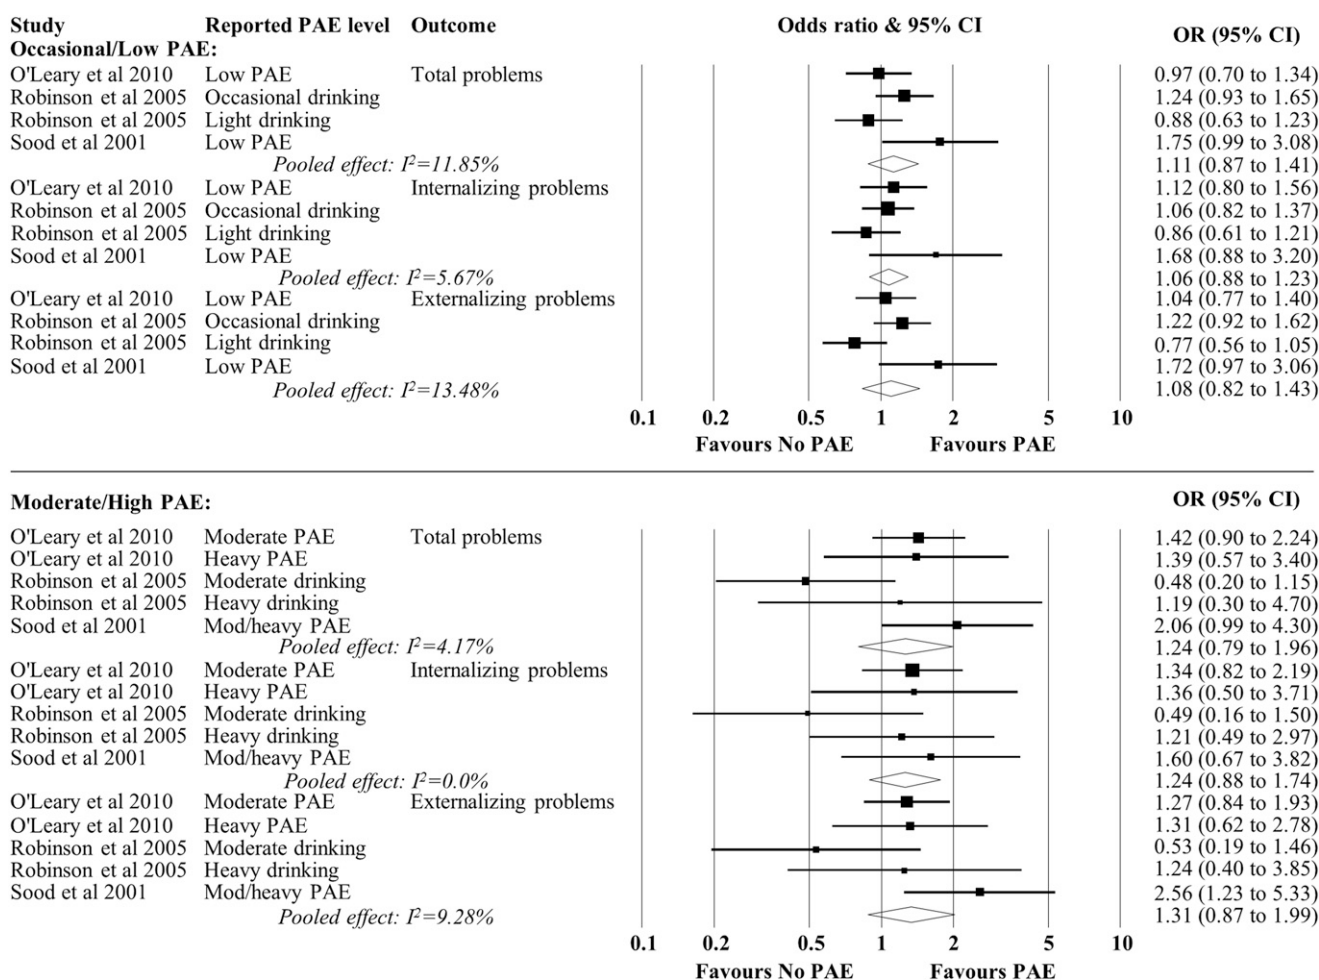 Study Reported PAE level Outcome Odds ratio & 95% CI OR (95% CI)
Occasional/Low PAE:
O'Leary et al 2010 Low PAE Total problems 0.97 (0.70 to 1.34)
Robinson et al 2005 Occasional drinking 1.24 (0.93 to 1.65)
Robinson et al 2005 Light drinking 0.88 (0.63 to 1.23)
Sood et al 2001 Low PAE 1.75 (0.99 to 3.08)
Pooled effect: I²=11.85% 1.11 (0.87 to 1.41)
O'Leary et al 2010 Low PAE Internalizing problems 1.12 (0.80 to 1.56)
Robinson et al 2005 Occasional drinking 1.06 (0.82 to 1.37)
Robinson et al 2005 Light drinking 0.86 (0.61 to 1.21)
Sood et al 2001 Low PAE 1.68 (0.88 to 3.20)
Pooled effect: I²=5.67% 1.06 (0.88 to 1.23)
O'Leary et al 2010 Low PAE Externalizing problems 1.04 (0.77 to 1.40)
Robinson et al 2005 Occasional drinking 1.22 (0.92 to 1.62)
Robinson et al 2005 Light drinking 0.77 (0.56 to 1.05)
Sood et al 2001 Low PAE 1.72 (0.97 to 3.06)
Pooled effect: I²=13.48% 1.08 (0.82 to 1.43)
0.1 0.2 0.5 1 2 5 10
Favours No PAE Favours PAE
Moderate/High PAE: OR (95% CI)
O'Leary et al 2010 Moderate PAE Total problems 1.42 (0.90 to 2.24)
O'Leary et al 2010 Heavy PAE 1.39 (0.57 to 3.40)
Robinson et al 2005 Moderate drinking 0.48 (0.20 to 1.15)
Robinson et al 2005 Heavy drinking 1.19 (0.30 to 4.70)
Sood et al 2001 Mod/heavy PAE 2.06 (0.99 to 4.30)
Pooled effect: I²=4.17% 1.24 (0.79 to 1.96)
O'Leary et al 2010 Moderate PAE Internalizing problems 1.34 (0.82 to 2.19)
O'Leary et al 2010 Heavy PAE 1.36 (0.50 to 3.71)
Robinson et al 2005 Moderate drinking 0.49 (0.16 to 1.50)
Robinson et al 2005 Heavy drinking 1.21 (0.49 to 2.97)
Sood et al 2001 Mod/heavy PAE 1.60 (0.67 to 3.82)
Pooled effect: I²=0.0% 1.24 (0.88 to 1.74)
O'Leary et al 2010 Moderate PAE Externalizing problems 1.27 (0.84 to 1.93)
O'Leary et al 2010 Heavy PAE 1.31 (0.62 to 2.78)
Robinson et al 2005 Moderate drinking 0.53 (0.19 to 1.46)
Robinson et al 2005 Heavy drinking 1.24 (0.40 to 3.85)
Sood et al 2001 Mod/heavy PAE 2.56 (1.23 to 5.33)
Pooled effect: I²=9.28% 1.31 (0.87 to 1.99)
0.1 0.2 0.5 1 2 5 10
Favours No PAE Favours PAE